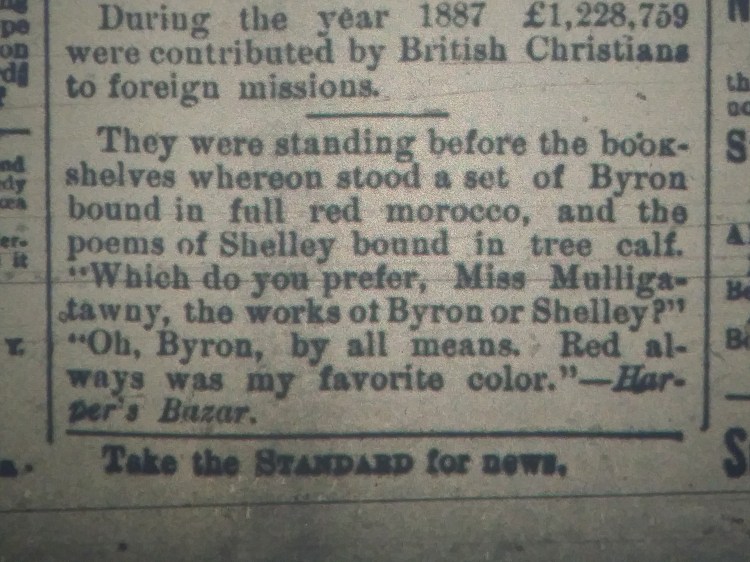 During the year 1887 £1,228,759
were contributed by British Christians
to foreign missions.
They were standing before the book-
shelves whereon stood a set of Byron
bound in full red morocco, and the
poems of Shelley bound in tree calf.
"Which do you prefer, Miss Mulliga-
tawny, the works of Byron or Shelley?"
"Oh, Byron, by all means. Red al-
ways was my favorite color."—Har-
per's Bazar.
Take the STANDARD for news.